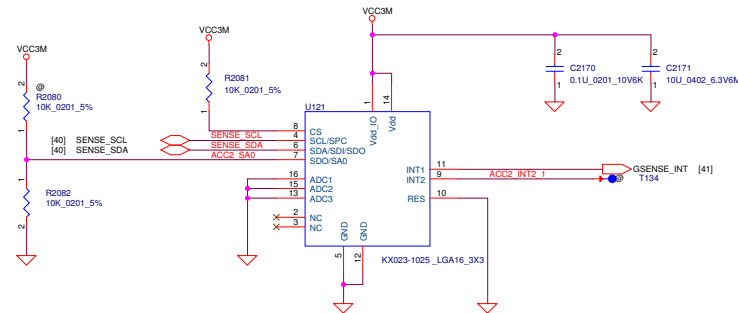 VCC3M
VCC3M
VCC3M
2
@
R2080
10K_0201_5%
1
2
R2081
10K_0201_5%
1
2
C2170
0.1U_0201_10V6K
1
2
C2171
10U_0402_6.3V6M
1
U121
1
14
Vdd_IO
Vdd
8
CS
[40] SENSE_SCL
SENSE_SCL
4
SCL/SPC
[40] SENSE_SDA
SENSE_SDA
6
SDA/SDI/SDO
ACC2_SA0
7
SDO/SA0
1
R2082
10K_0201_5%
2
16
ADC1
15
ADC2
13
ADC3
2
NC
3
NC
INT1
11
GSENSE_INT [41]
INT2
9
ACC2_INT2_1
@
T134
RES
10
GND
GND
5
12
KX023-1025 _LGA16_3X3